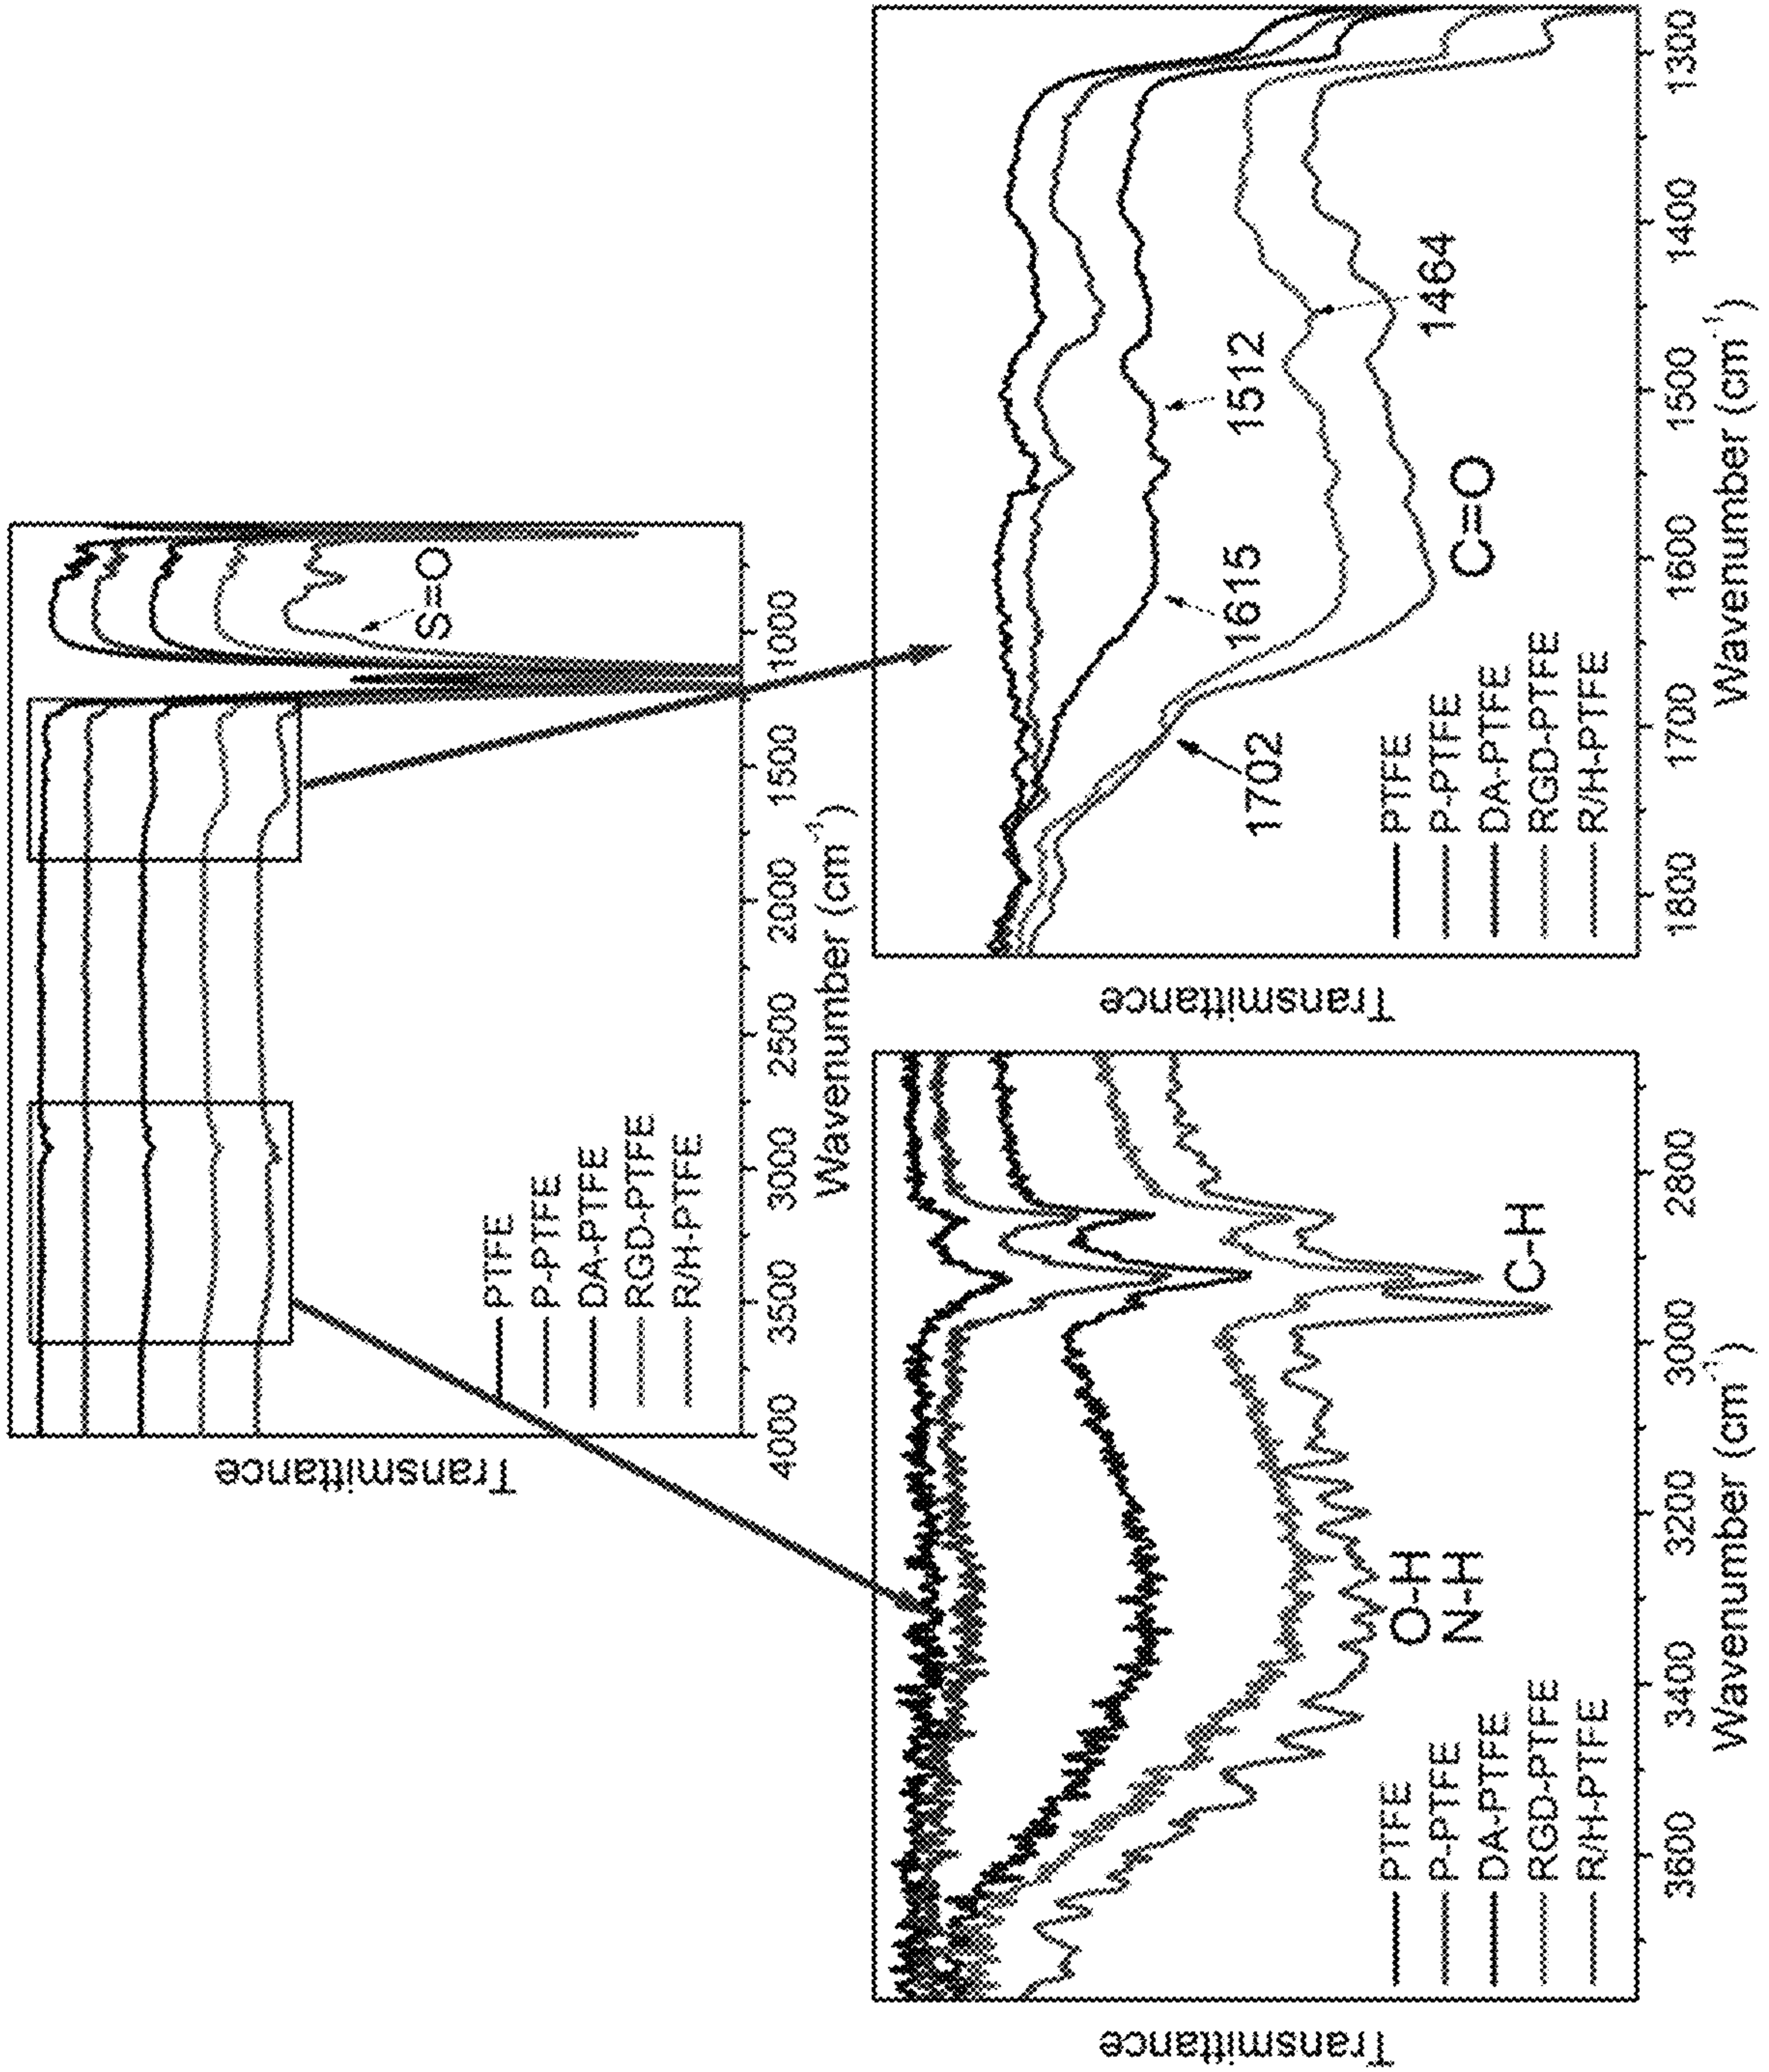 Transmittance
S=O
PTFE
P-PTFE
DA-PTFE
RGD-PTFE
R/H-PTFE
4000 3500 3000 2500 2000 1500 1000
Wavenumber (cm⁻¹)
Transmittance
C-H
O-H
N-H
PTFE
P-PTFE
DA-PTFE
RGD-PTFE
R/H-PTFE
3600 3400 3200 3000 2800
Wavenumber (cm⁻¹)
Transmittance
1702
1615
1512
1464
C=O
PTFE
P-PTFE
DA-PTFE
RGD-PTFE
R/H-PTFE
1800 1700 1600 1500 1400 1300
Wavenumber (cm⁻¹)